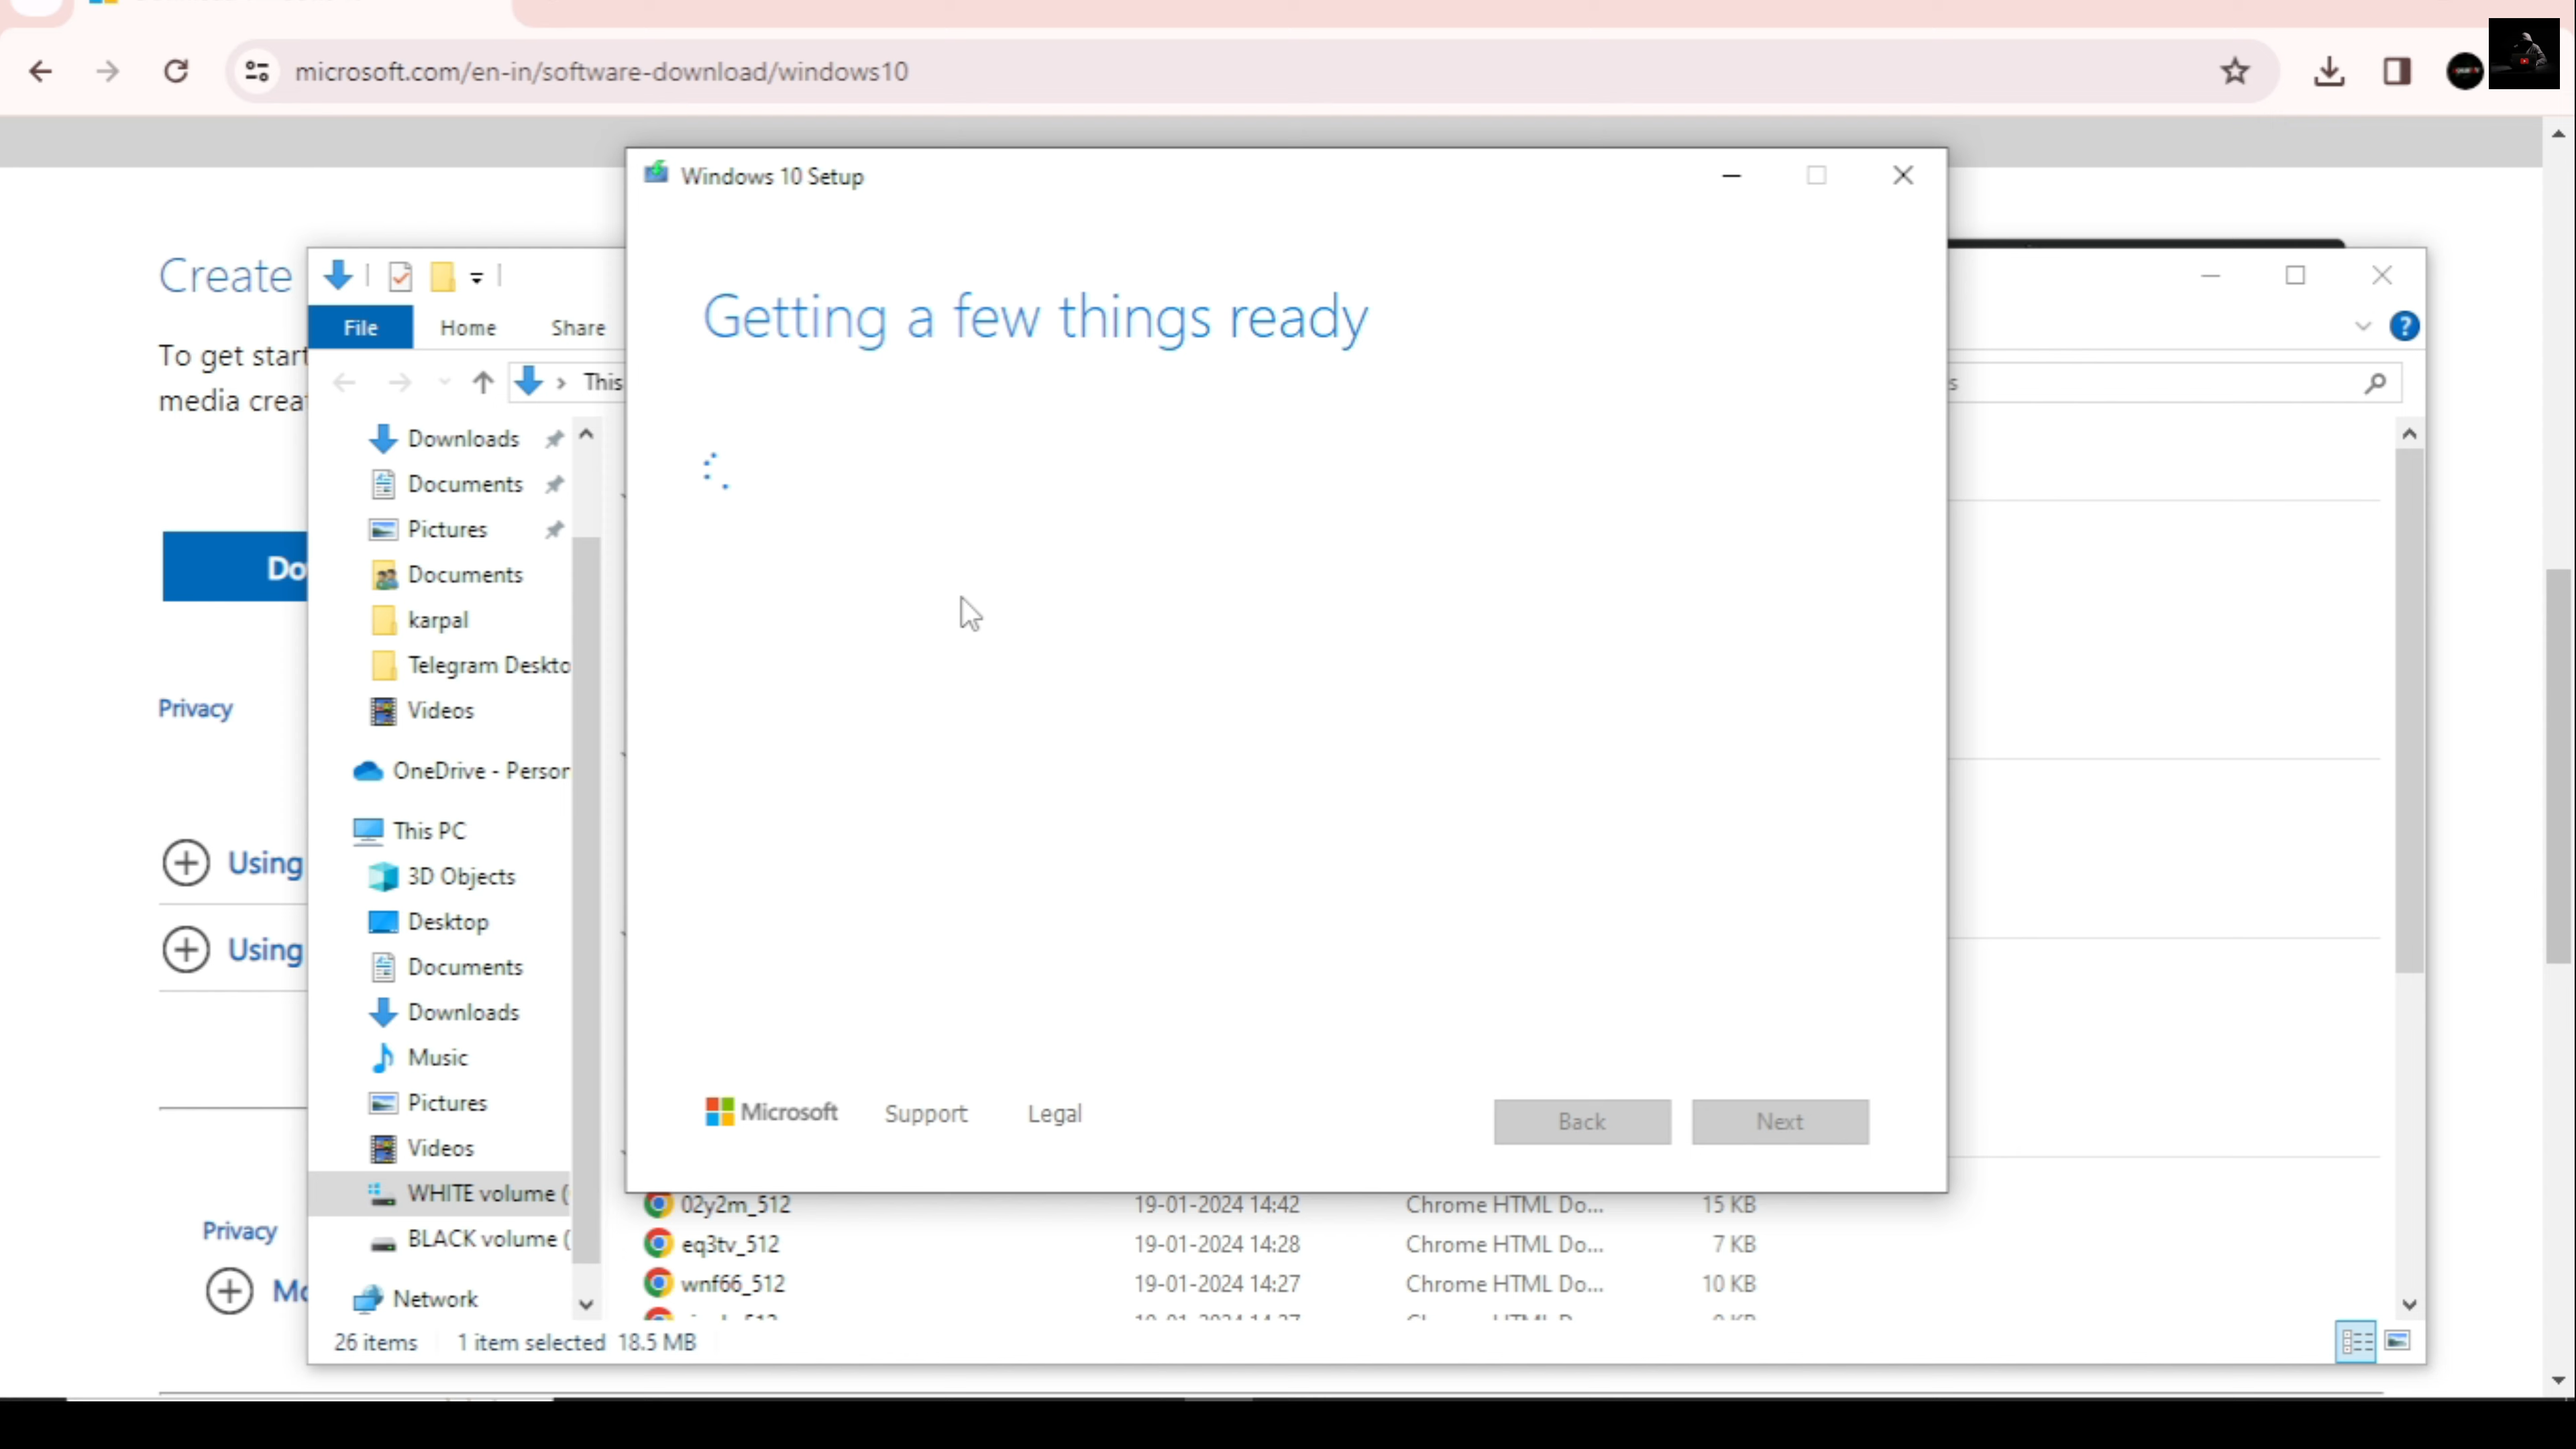 microsoft.com/en-in/software-download/windows10
Windows 10 Setup
Getting a few things ready
Microsoft
Support
Legal
Back
Next
Create
To get start
media crea
Do
Privacy
Using
Using
Privacy
Mo
File
Home
Share
This
s
Downloads
Documents
Pictures
Documents
karpal
Telegram Deskto
Videos
OneDrive - Person
This PC
3D Objects
Desktop
Documents
Downloads
Music
Pictures
Videos
WHITE volume (
BLACK volume (
Network
02y2m_512 19-01-2024 14:42 Chrome HTML Do... 15 KB
eq3tv_512 19-01-2024 14:28 Chrome HTML Do... 7 KB
wnf66_512 19-01-2024 14:27 Chrome HTML Do... 10 KB
26 items 1 item selected 18.5 MB